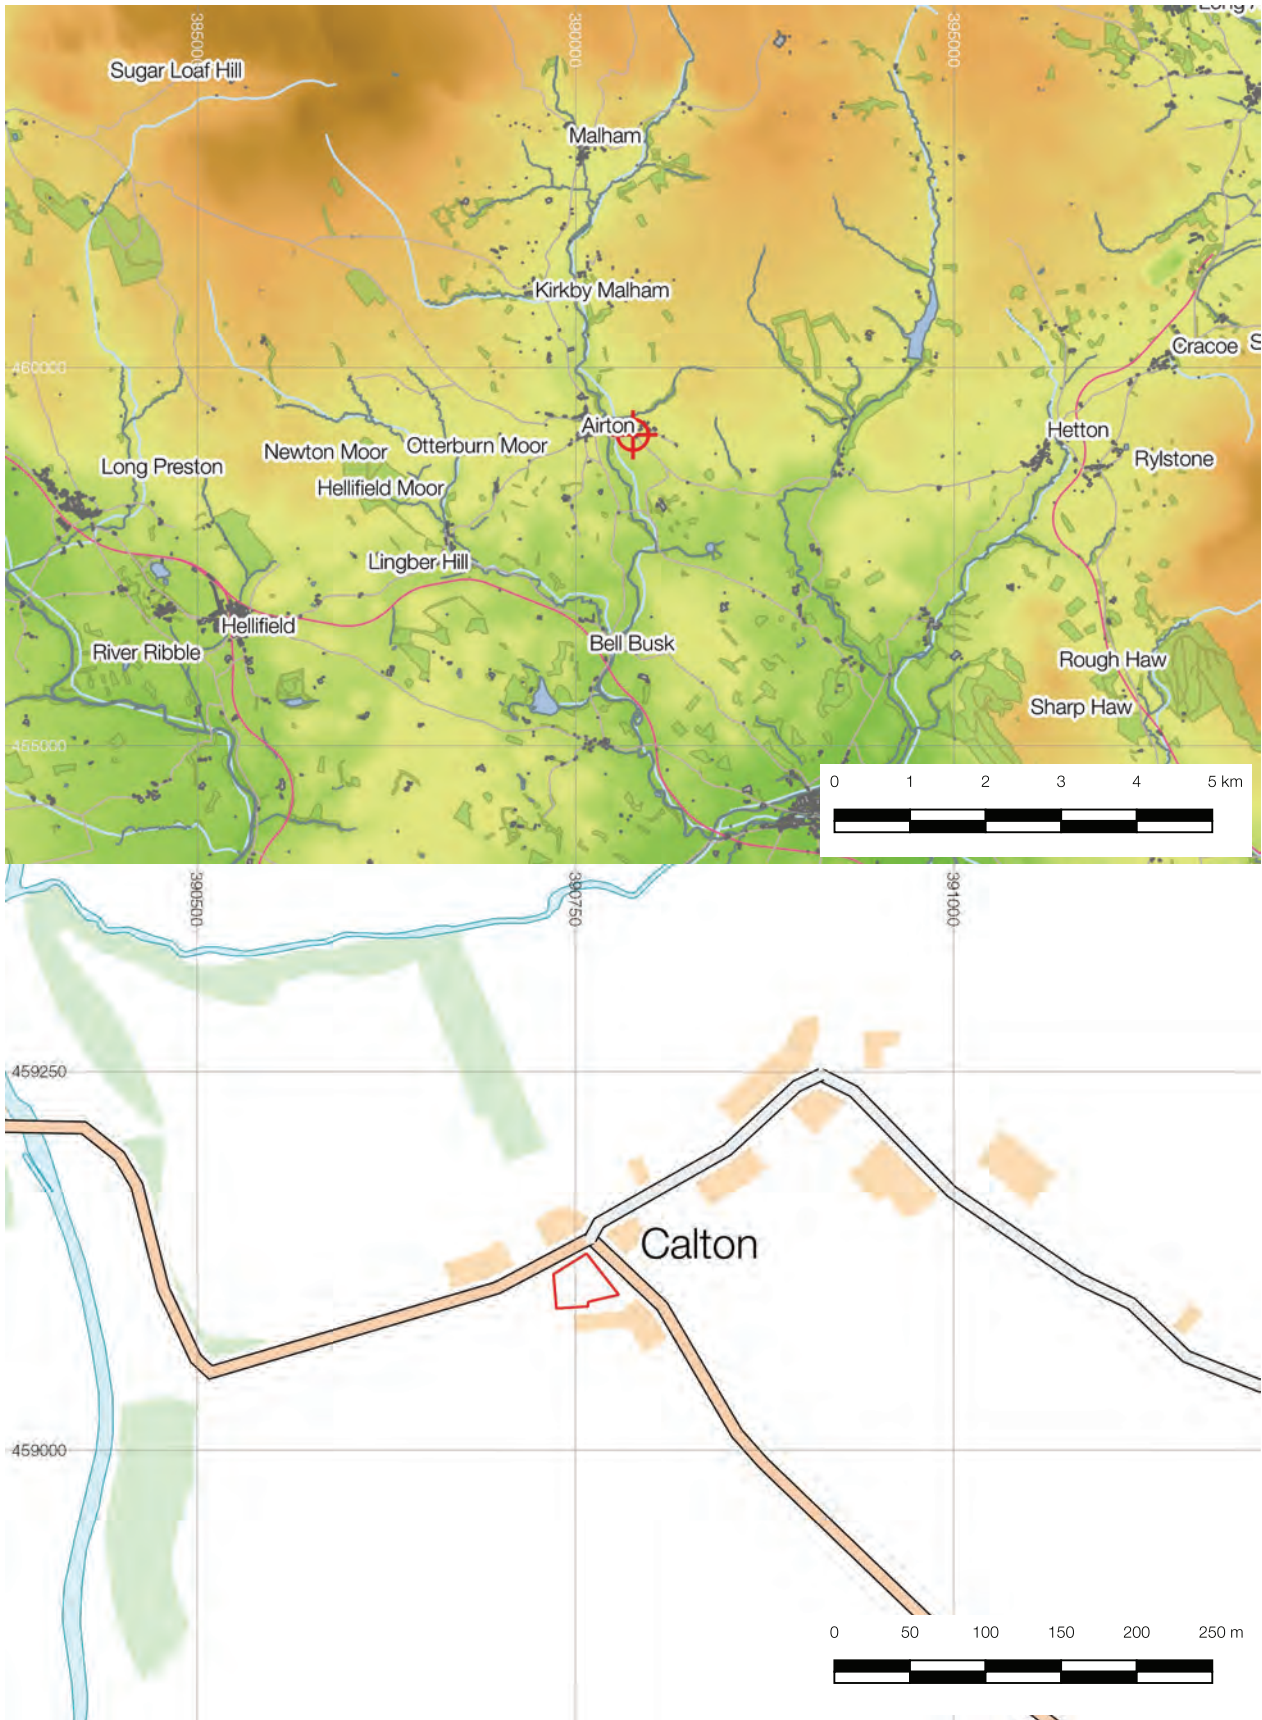 385000
390000
395000
Sugar Loaf Hill
Malham
Kirkby Malham
Cracoe
460000
Airton
Hetton
Newton Moor
Otterburn Moor
Long Preston
Rylstone
Hellifield Moor
Lingber Hill
Hellifield
Bell Busk
River Ribble
Rough Haw
Sharp Haw
455000
0 1 2 3 4 5 km
390500
390750
391000
459250
Calton
459000
0 50 100 150 200 250 m